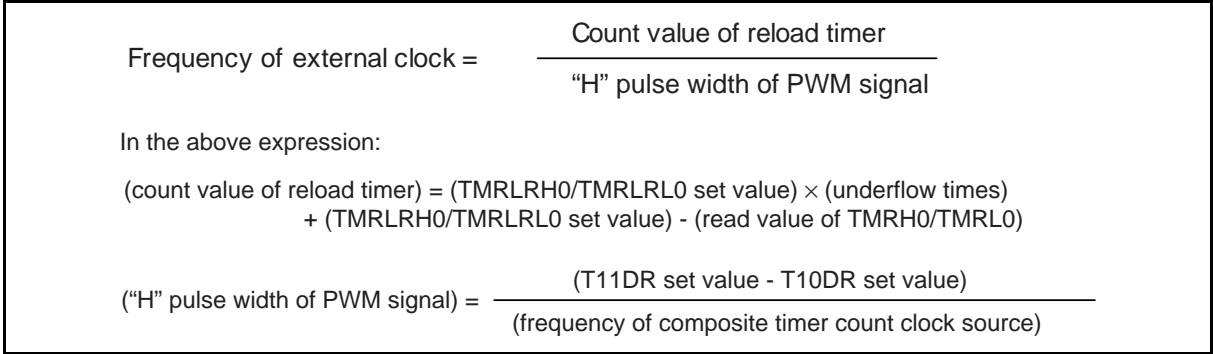 Frequency of external clock = Count value of reload timer
“H” pulse width of PWM signal
In the above expression:
(count value of reload timer) = (TMRLRH0/TMRLRL0 set value) × (underflow times)
+ (TMRLRH0/TMRLRL0 set value) - (read value of TMRH0/TMRL0)
(“H” pulse width of PWM signal) = (T11DR set value - T10DR set value)
(frequency of composite timer count clock source)